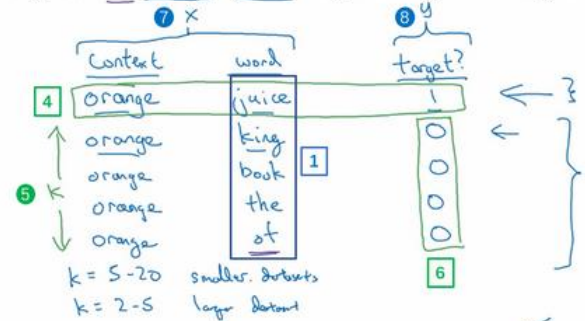 7 x 8 y
Context word target?
4 orange juice 1
orange king 0
orange book 1 0
5 k orange the 0
orange of 0
6
k = 5-20 smaller datasets
k = 2-5 larger dataset